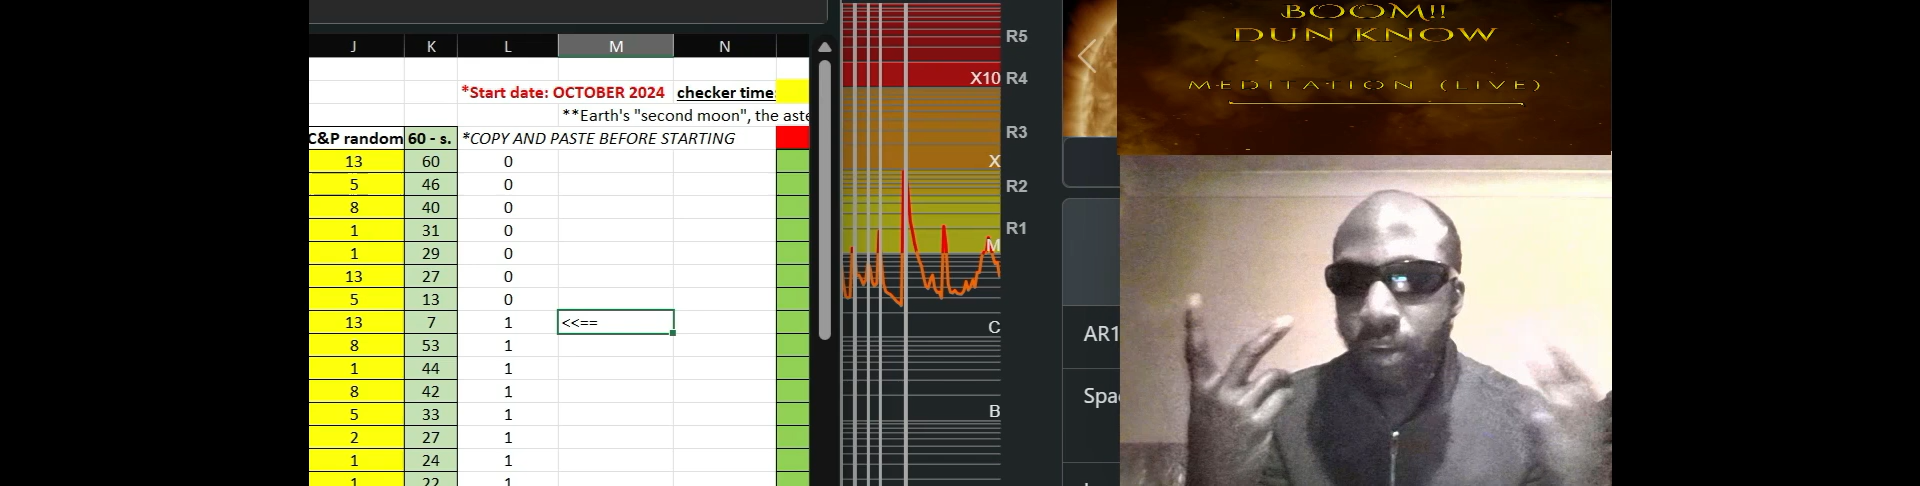 J K L M N
*Start date: OCTOBER 2024 checker time:
**Earth's "second moon", the aste
C&P random 60 - s. *COPY AND PASTE BEFORE STARTING
13 60 0
5 46 0
8 40 0
1 31 0
1 29 0
13 27 0
5 13 0
13 7 1 <<==
8 53 1
1 44 1
8 42 1
5 33 1
2 27 1
1 24 1
1 22 1
R5
X10 R4
R3
X
R2
R1
M
C
B
AR1
Spa
BOOM!!
DUN KNOW
MEDITATION (LIVE)